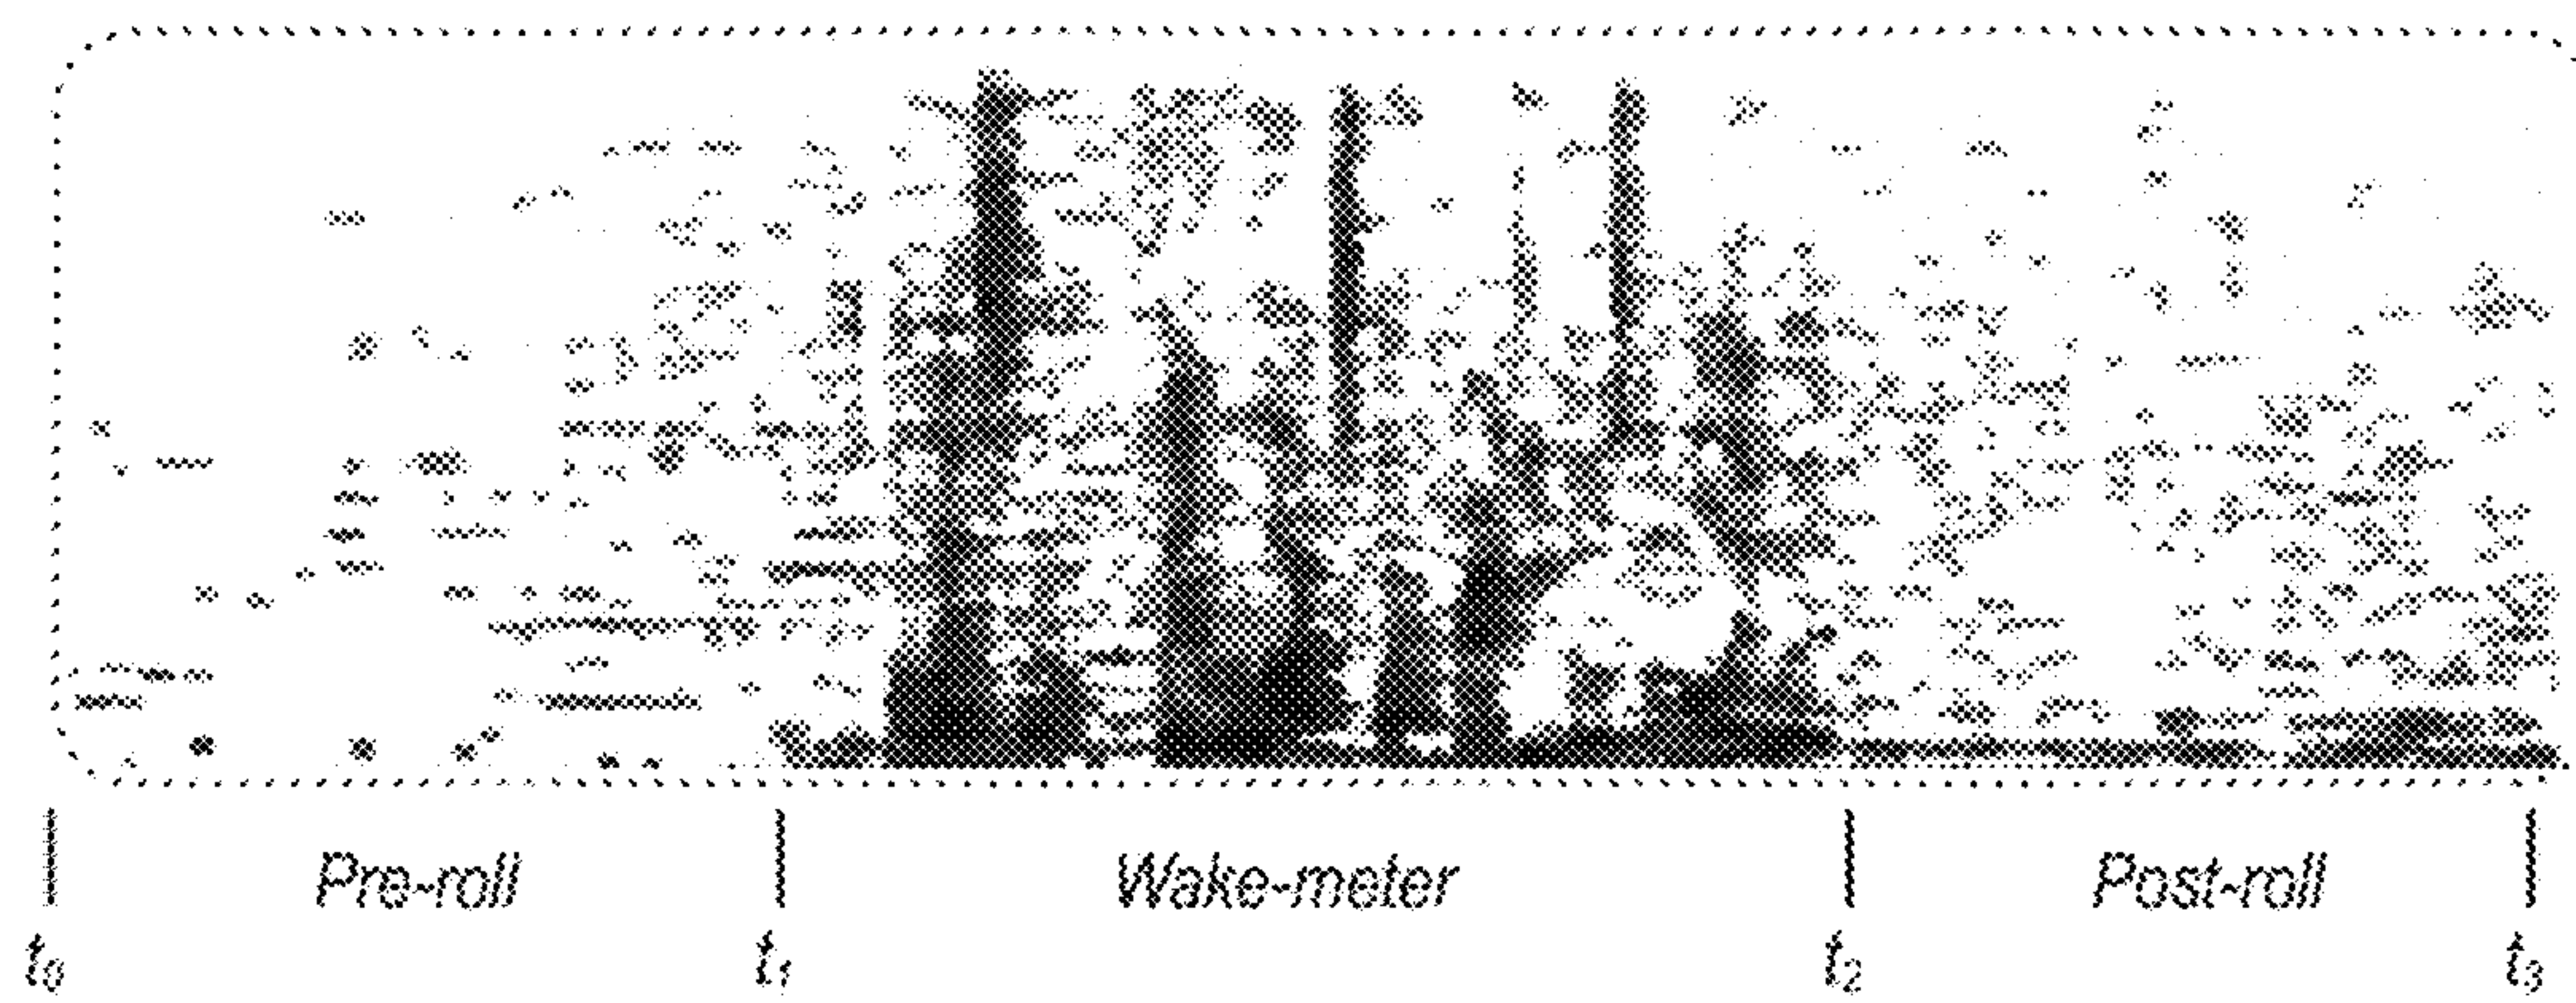 Pre-roll Wake-meter Post-roll
t₀ t₁ t₂ t₃